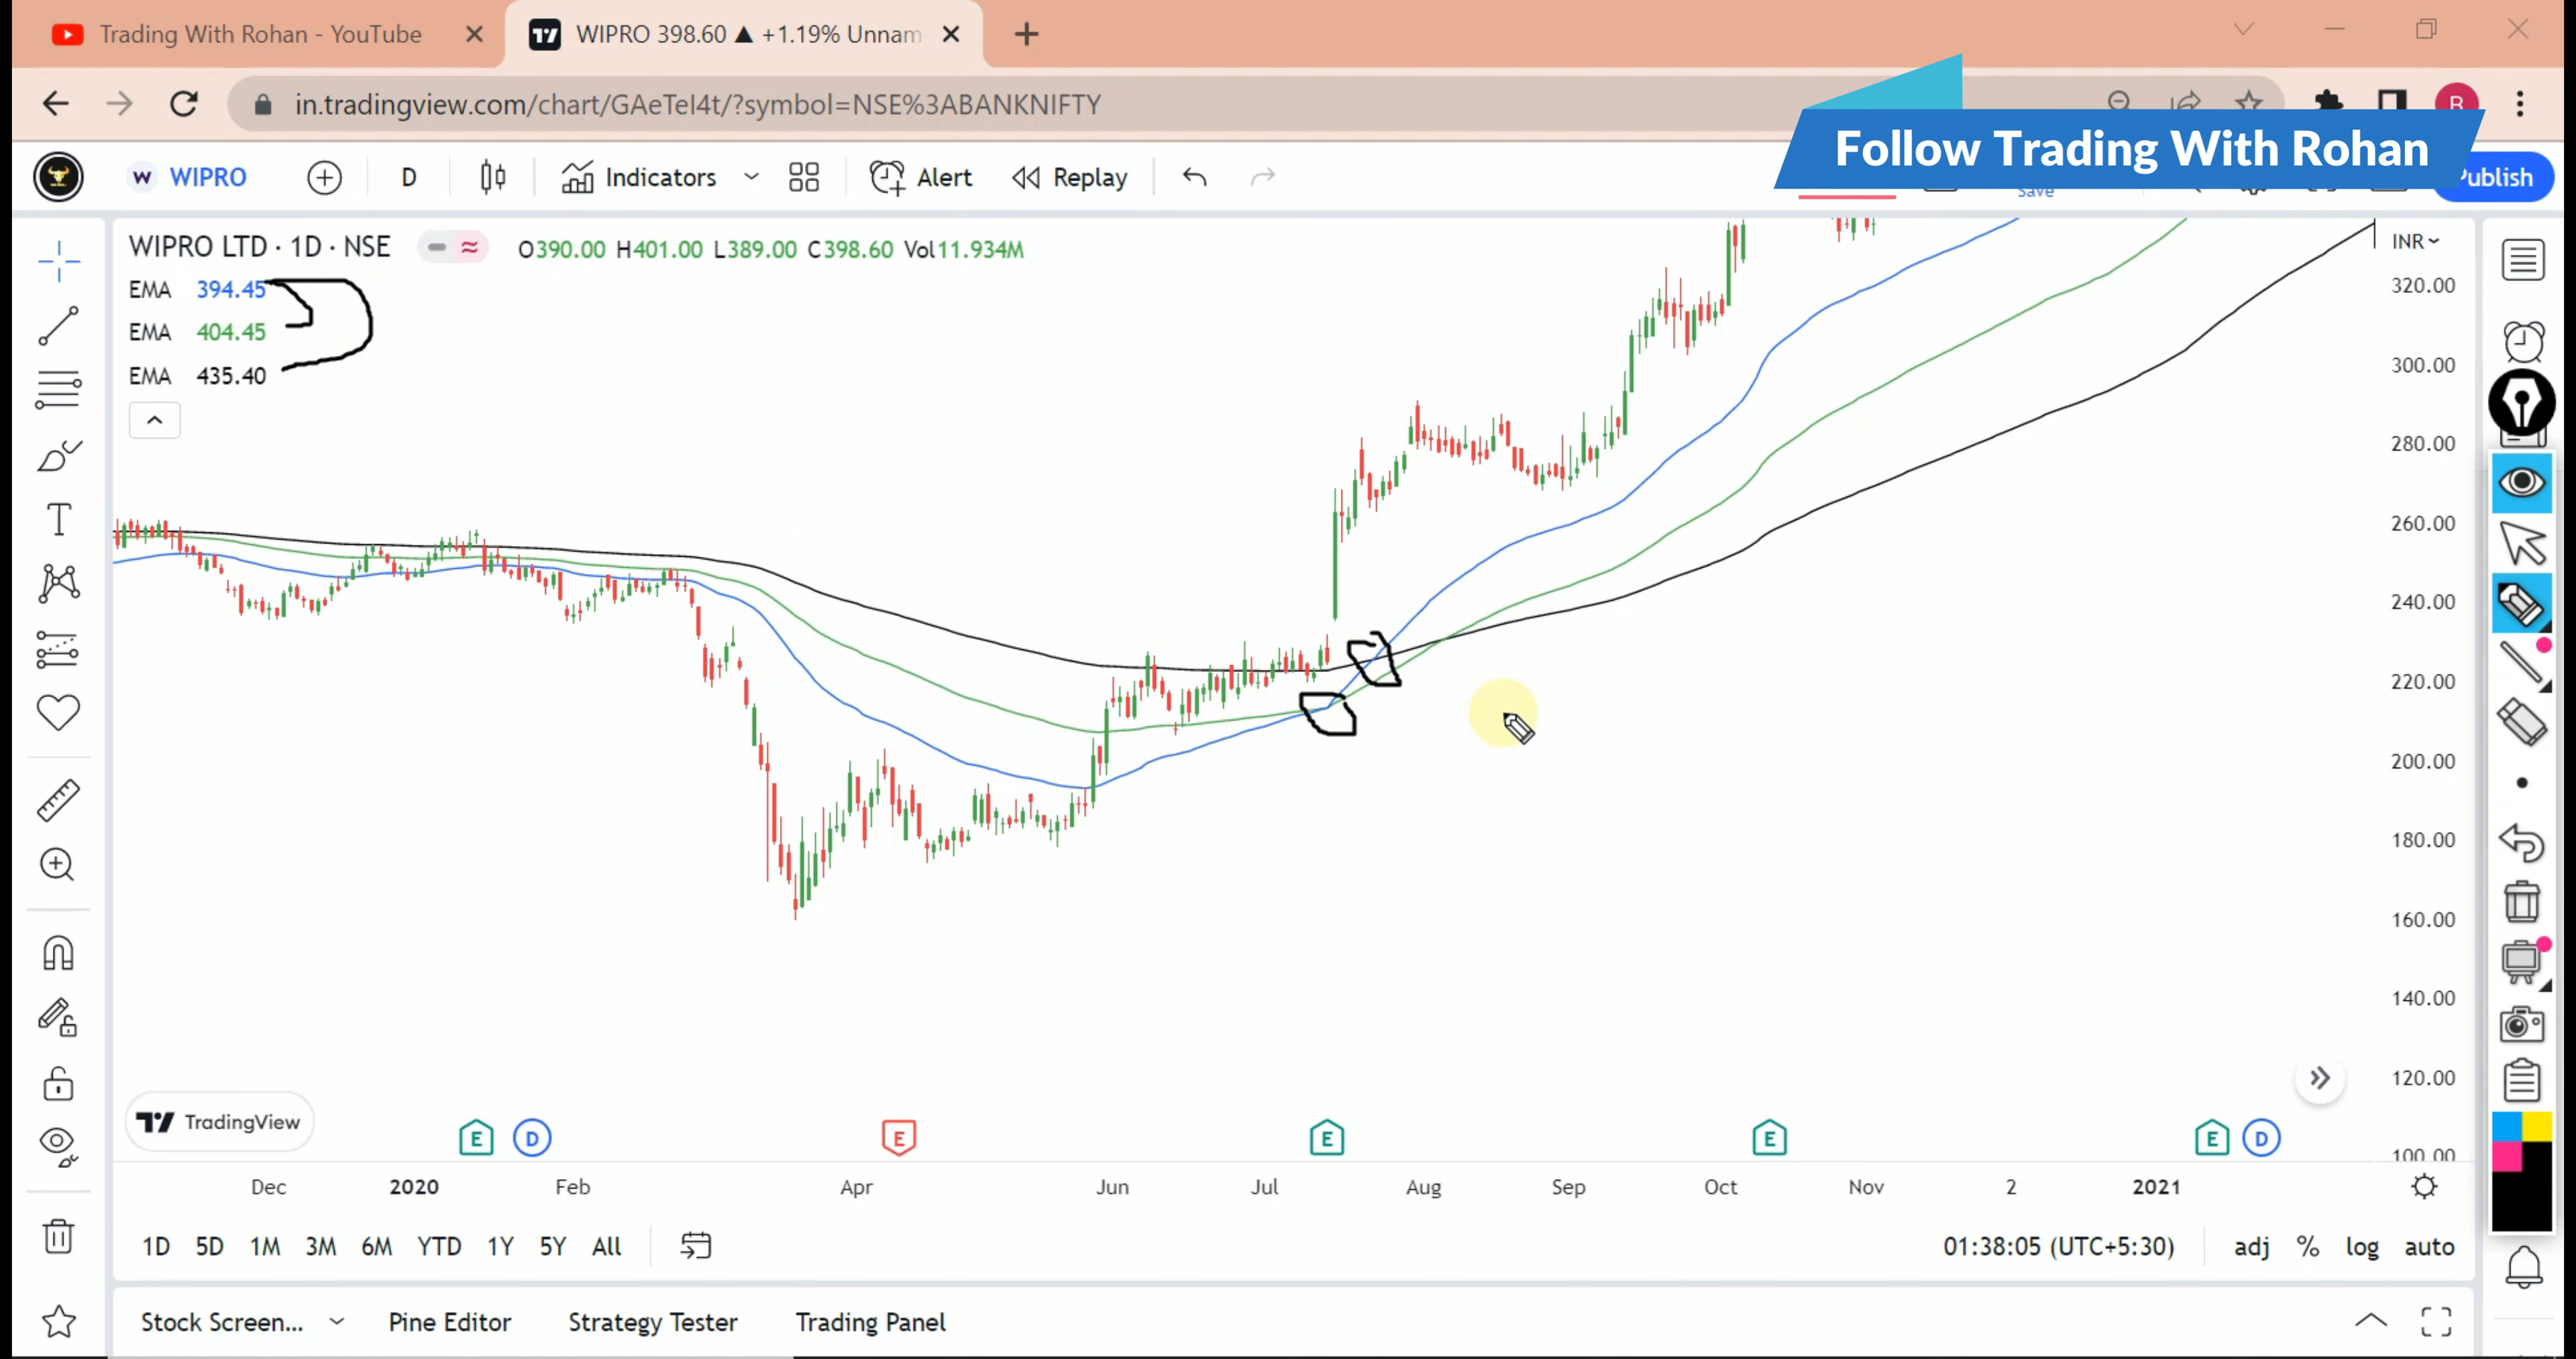 Trading With Rohan - YouTube
WIPRO 398.60 ▲ +1.19% Unnam
in.tradingview.com/chart/GAeTeI4t/?symbol=NSE%3ABANKNIFTY
R
Follow Trading With Rohan
W WIPRO D Indicators Alert Replay
Save
Publish
WIPRO LTD · 1D · NSE O390.00 H401.00 L389.00 C398.60 Vol11.934M
INR
EMA 394.45
EMA 404.45
EMA 435.40
320.00
300.00
280.00
260.00
240.00
220.00
200.00
180.00
160.00
140.00
120.00
100.00
TradingView
E D E E E E D
Dec 2020 Feb Apr Jun Jul Aug Sep Oct Nov 2 2021
1D 5D 1M 3M 6M YTD 1Y 5Y All 01:38:05 (UTC+5:30) adj % log auto
Stock Screen... Pine Editor Strategy Tester Trading Panel